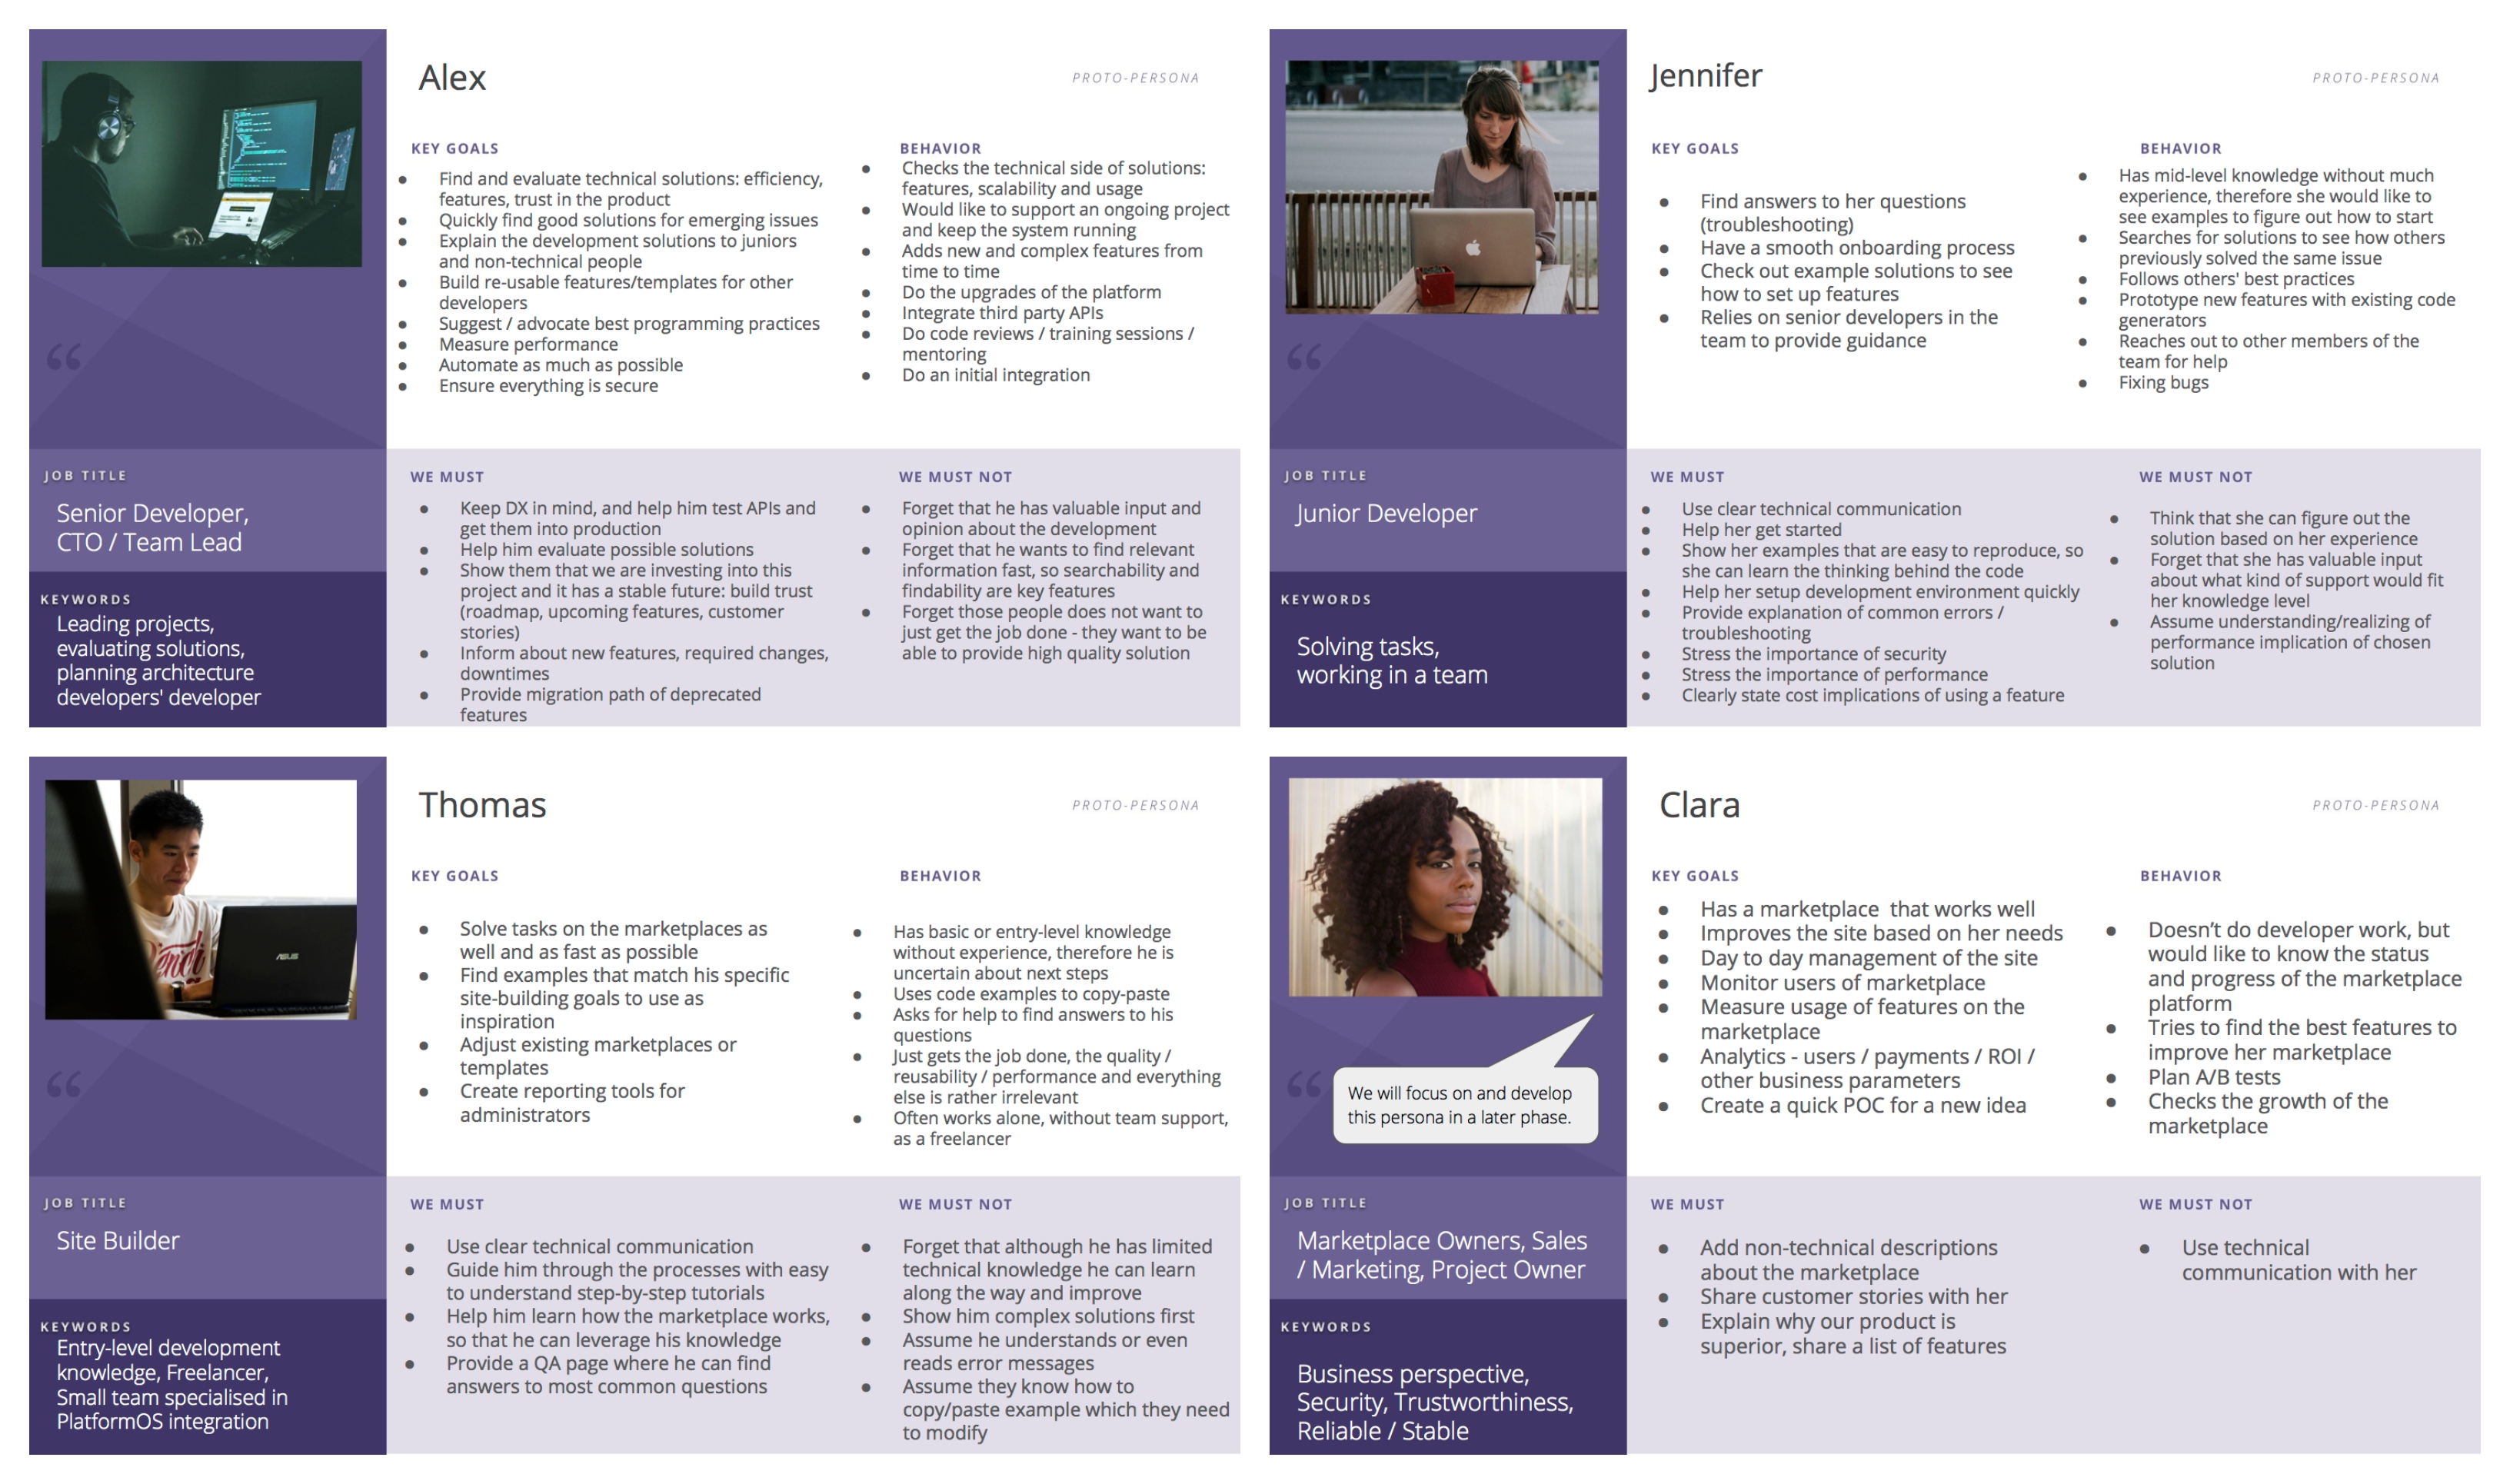 Alex
PROTO-PERSONA
KEY GOALS
● Find and evaluate technical solutions: efficiency,
features, trust in the product
● Quickly find good solutions for emerging issues
● Explain the development solutions to juniors
and non-technical people
● Build re-usable features/templates for other
developers
● Suggest / advocate best programming practices
● Measure performance
● Automate as much as possible
● Ensure everything is secure
BEHAVIOR
● Checks the technical side of solutions:
features, scalability and usage
● Would like to support an ongoing project
and keep the system running
● Adds new and complex features from
time to time
● Do the upgrades of the platform
● Integrate third party APIs
● Do code reviews / training sessions /
mentoring
● Do an initial integration
“
JOB TITLE
Senior Developer,
CTO / Team Lead
KEYWORDS
Leading projects,
evaluating solutions,
planning architecture
developers' developer
WE MUST
● Keep DX in mind, and help him test APIs and
get them into production
● Help him evaluate possible solutions
● Show them that we are investing into this
project and it has a stable future: build trust
(roadmap, upcoming features, customer
stories)
● Inform about new features, required changes,
downtimes
● Provide migration path of deprecated
features
WE MUST NOT
● Forget that he has valuable input and
opinion about the development
● Forget that he wants to find relevant
information fast, so searchability and
findability are key features
● Forget those people does not want to
just get the job done - they want to be
able to provide high quality solution
Jennifer
PROTO-PERSONA
KEY GOALS
● Find answers to her questions
(troubleshooting)
● Have a smooth onboarding process
● Check out example solutions to see
how to set up features
● Relies on senior developers in the
team to provide guidance
BEHAVIOR
● Has mid-level knowledge without much
experience, therefore she would like to
see examples to figure out how to start
● Searches for solutions to see how others
previously solved the same issue
● Follows others' best practices
● Prototype new features with existing code
generators
● Reaches out to other members of the
team for help
● Fixing bugs
“
JOB TITLE
Junior Developer
KEYWORDS
Solving tasks,
working in a team
WE MUST
● Use clear technical communication
● Help her get started
● Show her examples that are easy to reproduce, so
she can learn the thinking behind the code
● Help her setup development environment quickly
● Provide explanation of common errors /
troubleshooting
● Stress the importance of security
● Stress the importance of performance
● Clearly state cost implications of using a feature
WE MUST NOT
● Think that she can figure out the
solution based on her experience
● Forget that she has valuable input
about what kind of support would fit
her knowledge level
● Assume understanding/realizing of
performance implication of chosen
solution
Thomas
PROTO-PERSONA
ASUS
KEY GOALS
● Solve tasks on the marketplaces as
well and as fast as possible
● Find examples that match his specific
site-building goals to use as
inspiration
● Adjust existing marketplaces or
templates
● Create reporting tools for
administrators
BEHAVIOR
● Has basic or entry-level knowledge
without experience, therefore he is
uncertain about next steps
● Uses code examples to copy-paste
● Asks for help to find answers to his
questions
● Just gets the job done, the quality /
reusability / performance and everything
else is rather irrelevant
● Often works alone, without team support,
as a freelancer
“
JOB TITLE
Site Builder
KEYWORDS
Entry-level development
knowledge, Freelancer,
Small team specialised in
PlatformOS integration
WE MUST
● Use clear technical communication
● Guide him through the processes with easy
to understand step-by-step tutorials
● Help him learn how the marketplace works,
so that he can leverage his knowledge
● Provide a QA page where he can find
answers to most common questions
WE MUST NOT
● Forget that although he has limited
technical knowledge he can learn
along the way and improve
● Show him complex solutions first
● Assume he understands or even
reads error messages
● Assume they know how to
copy/paste example which they need
to modify
Clara
PROTO-PERSONA
KEY GOALS
● Has a marketplace that works well
● Improves the site based on her needs
● Day to day management of the site
● Monitor users of marketplace
● Measure usage of features on the
marketplace
● Analytics - users / payments / ROI /
other business parameters
● Create a quick POC for a new idea
BEHAVIOR
● Doesn’t do developer work, but
would like to know the status
and progress of the marketplace
platform
● Tries to find the best features to
improve her marketplace
● Plan A/B tests
● Checks the growth of the
marketplace
“
We will focus on and develop
this persona in a later phase.
JOB TITLE
Marketplace Owners, Sales
/ Marketing, Project Owner
KEYWORDS
Business perspective,
Security, Trustworthiness,
Reliable / Stable
WE MUST
● Add non-technical descriptions
about the marketplace
● Share customer stories with her
● Explain why our product is
superior, share a list of features
WE MUST NOT
● Use technical
communication with her